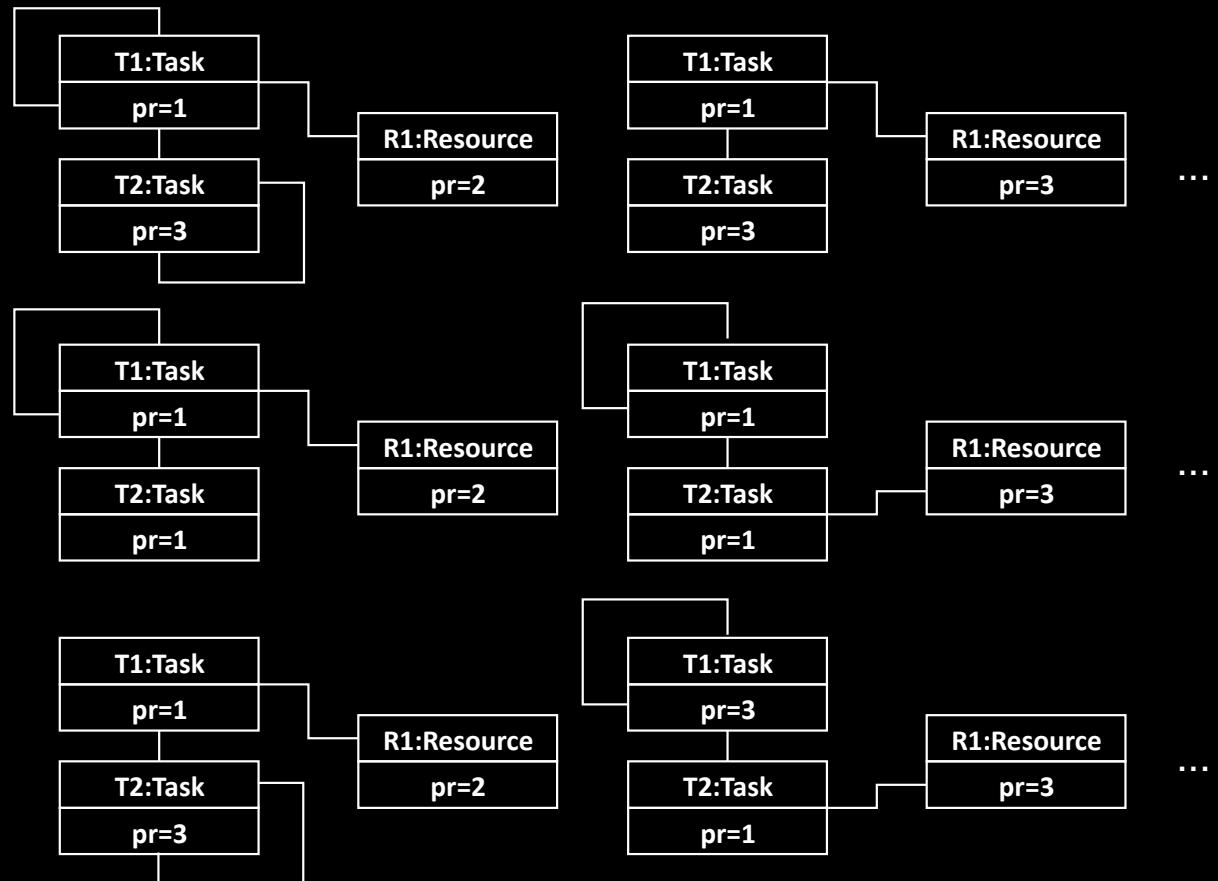 T1:Task
pr=1
R1:Resource
pr=2
T2:Task
pr=3
T1:Task
pr=1
R1:Resource
pr=3
T2:Task
pr=3
...
T1:Task
pr=1
R1:Resource
pr=2
T2:Task
pr=1
T1:Task
pr=1
R1:Resource
pr=3
T2:Task
pr=1
...
T1:Task
pr=1
R1:Resource
pr=2
T2:Task
pr=3
T1:Task
pr=3
R1:Resource
pr=3
T2:Task
pr=1
...